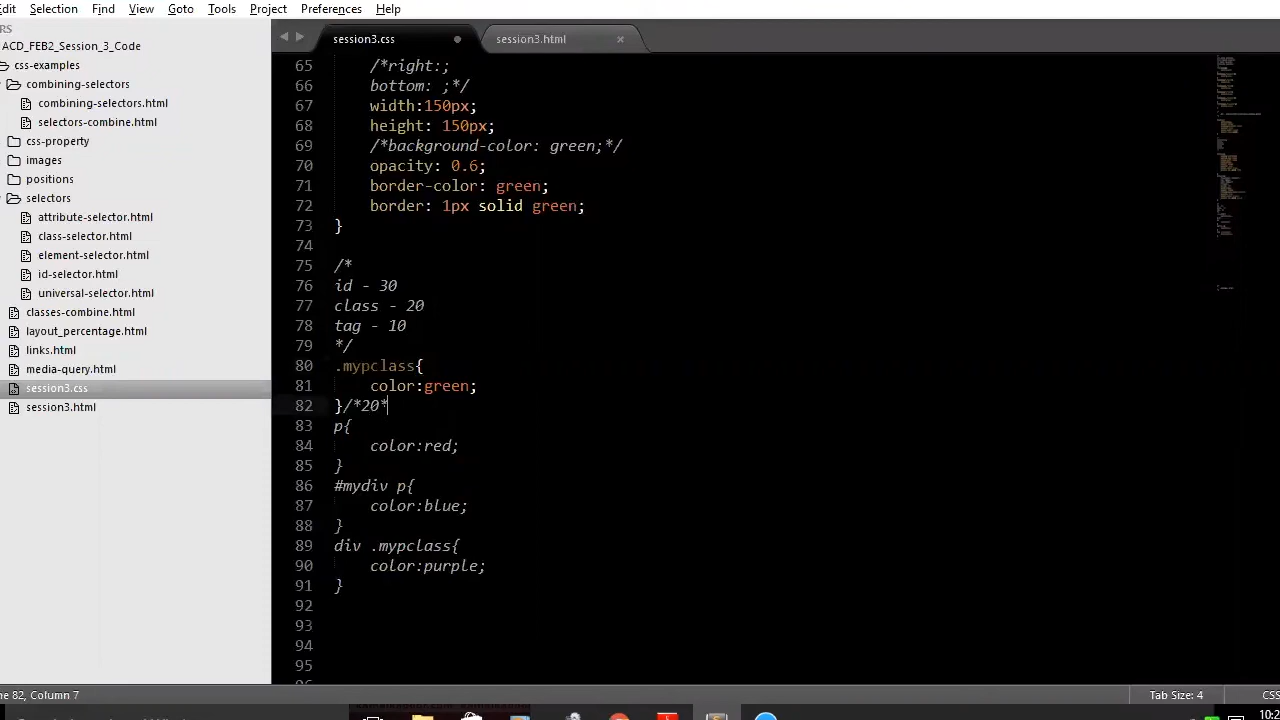 dit Selection Find View Goto Tools Project Preferences Help
RS
ACD_FEB2_Session_3_Code
css-examples
combining-selectors
combining-selectors.html
selectors-combine.html
css-property
images
positions
selectors
attribute-selector.html
class-selector.html
element-selector.html
id-selector.html
universal-selector.html
classes-combine.html
layout_percentage.html
links.html
media-query.html
session3.css
session3.html
session3.css session3.html
65 /*right:;
66 bottom: ;*/
67 width:150px;
68 height: 150px;
69 /*background-color: green;*/
70 opacity: 0.6;
71 border-color: green;
72 border: 1px solid green;
73 }
74
75 /*
76 id - 30
77 class - 20
78 tag - 10
79 */
80 .mypclass{
81 color:green;
82 }/*20*
83 p{
84 color:red;
85 }
86 #mydiv p{
87 color:blue;
88 }
89 div .mypclass{
90 color:purple;
91 }
92
93
94
95
ne 82, Column 7 Tab Size: 4 CSS
10:2